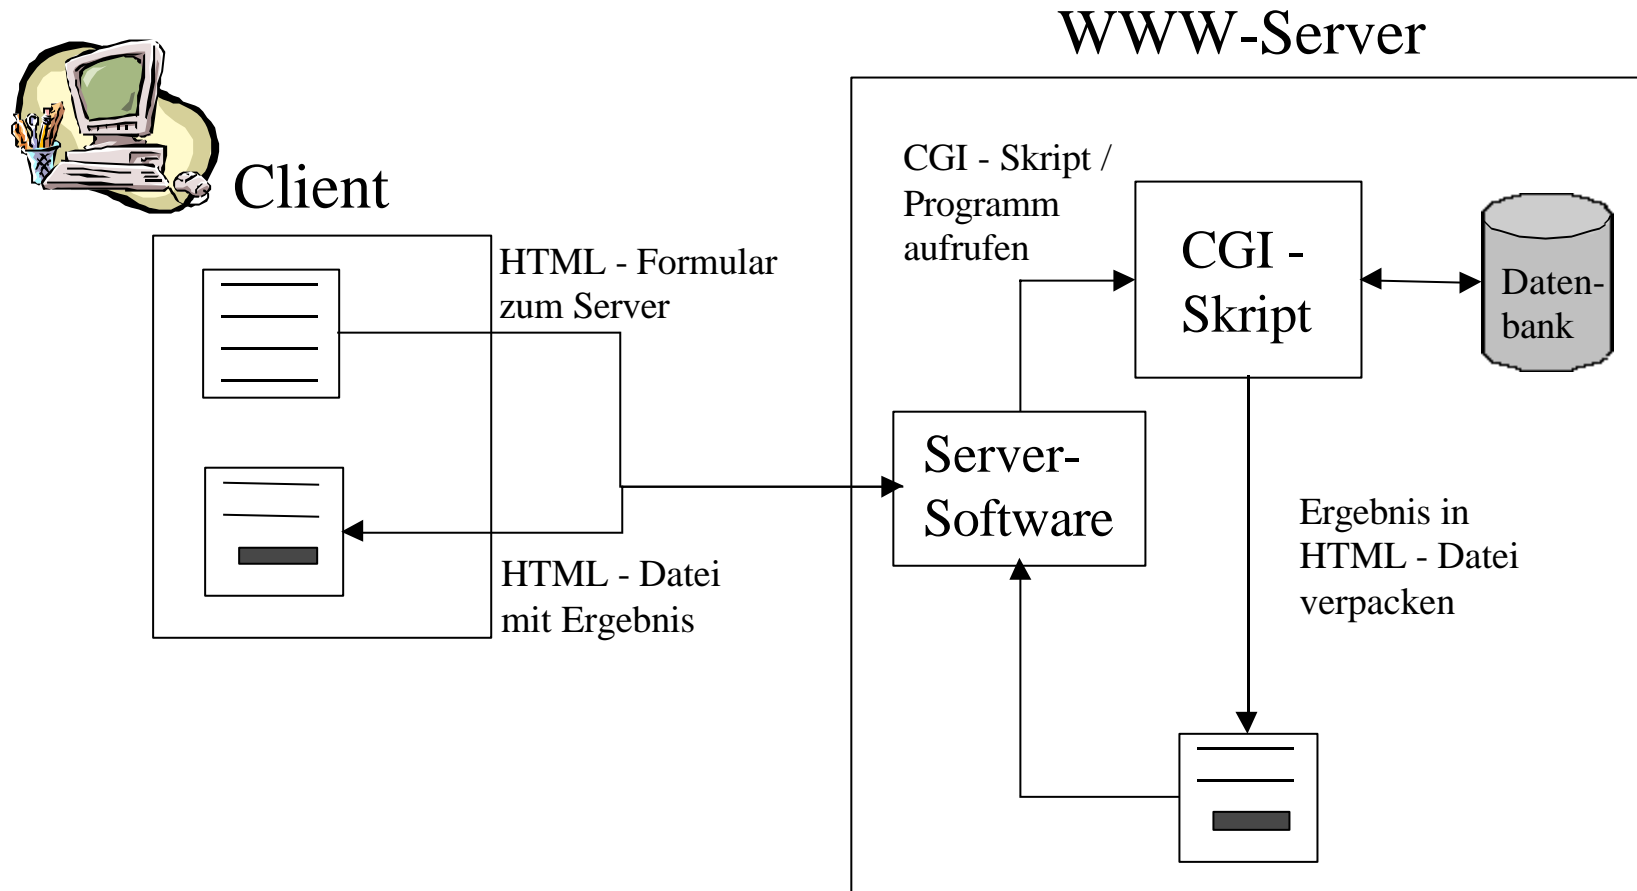 WWW-Server
Client
HTML - Formular
zum Server
HTML - Datei
mit Ergebnis
CGI - Skript /
Programm
aufrufen
CGI -
Skript
Daten-
bank
Server-
Software
Ergebnis in
HTML - Datei
verpacken